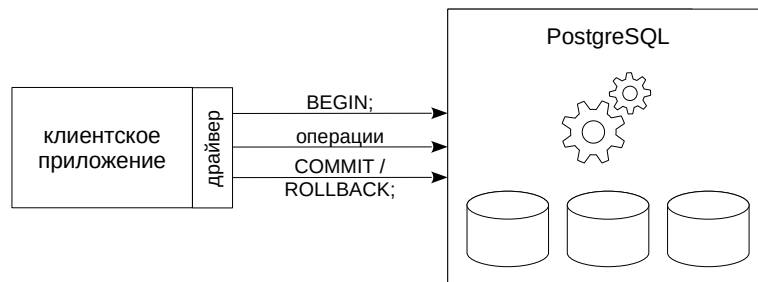 PostgreSQL
BEGIN;
клиентское
приложение
драйвер
операции
COMMIT /
ROLLBACK;